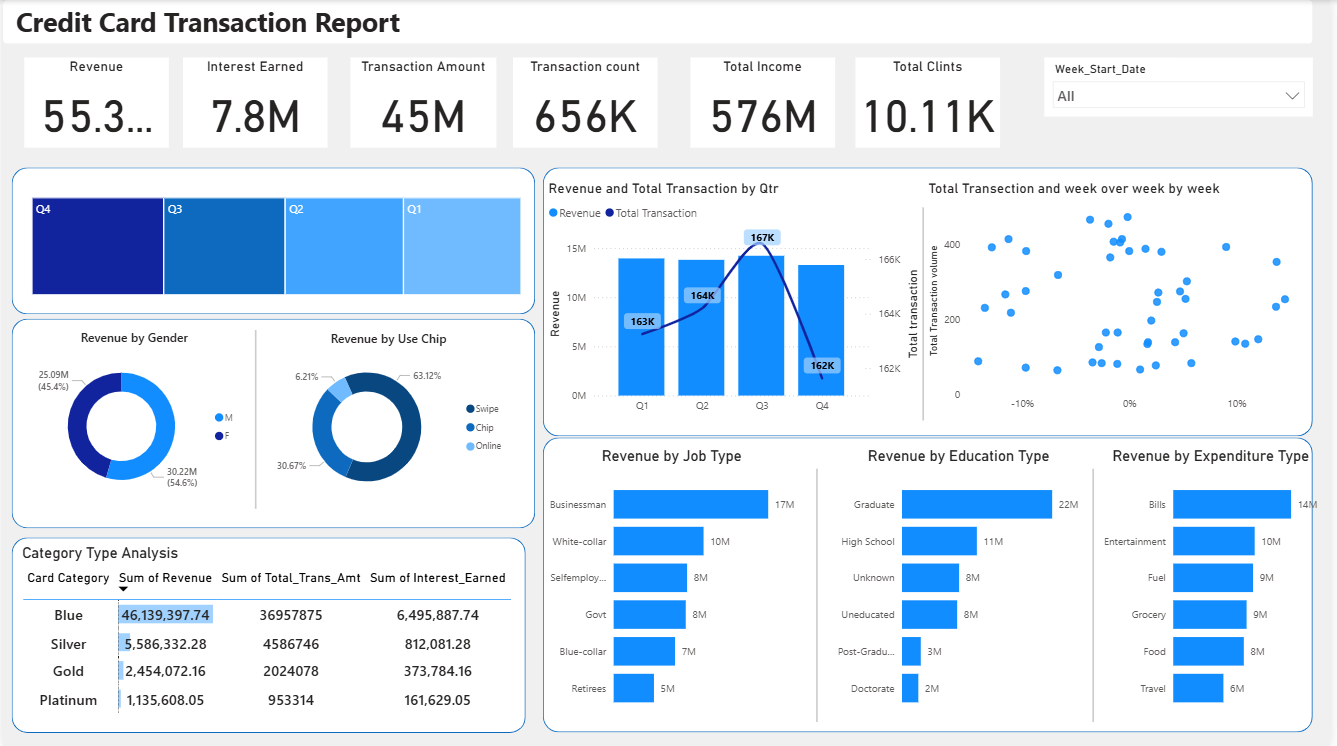 Credit Card Transaction Report
Revenue
55.3...
Interest Earned
7.8M
Transaction Amount
45M
Transaction count
656K
Total Income
576M
Total Clints
10.11K
Week_Start_Date
All
Q4
Q3
Q2
Q1
Revenue by Gender
25.09M
(45.4%)
30.22M
(54.6%)
M
F
Revenue by Use Chip
6.21%
63.12%
30.67%
Swipe
Chip
Online
Category Type Analysis
Card Category Sum of Revenue Sum of Total_Trans_Amt Sum of Interest_Earned
Blue 46,139,397.74 36957875 6,495,887.74
Silver 5,586,332.28 4586746 812,081.28
Gold 2,454,072.16 2024078 373,784.16
Platinum 1,135,608.05 953314 161,629.05
Revenue and Total Transaction by Qtr
Revenue Total Transaction
Revenue
15M
10M
5M
0M
163K
164K
167K
162K
Q1
Q2
Q3
Q4
166K
164K
162K
Total transaction
Total Transection and week over week by week
Total Transaction volume
400
200
0
-10%
0%
10%
Revenue by Job Type
Businessman 17M
White-collar 10M
Selfemploy... 8M
Govt 8M
Blue-collar 7M
Retirees 5M
Revenue by Education Type
Graduate 22M
High School 11M
Unknown 8M
Uneducated 8M
Post-Gradu... 3M
Doctorate 2M
Revenue by Expenditure Type
Bills 14M
Entertainment 10M
Fuel 9M
Grocery 9M
Food 8M
Travel 6M